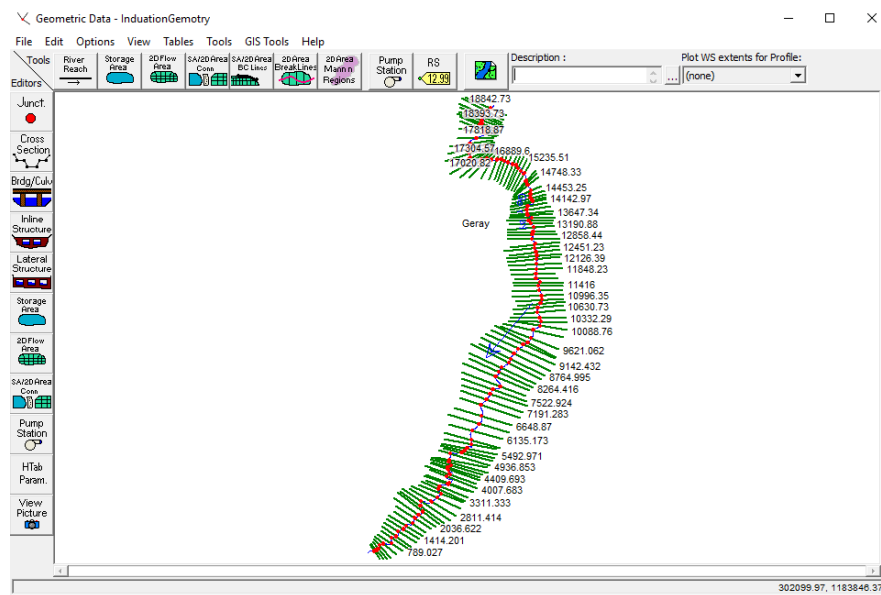 Geometric Data - InduationGemotry
File Edit Options View Tables Tools GIS Tools Help
Tools
Editors
River
Reach
Storage
Area
2D Flow
Area
SA/2D Area
Conn
SA/2D Area
BC Lines
2D Area
BreakLines
2D Area
Mann n
Regions
Pump
Station
RS
12.99
Description :
...
Plot WS extents for Profile:
(none)
Junct.
Cross
Section
Brdg/Culv
Inline
Structure
Lateral
Structure
Storage
Area
2D Flow
Area
SA/2D Area
Conn
Pump
Station
HTab
Param.
View
Picture
18842.73
18393.73
17818.87
17304.57
16889.6
17020.82
15235.51
14748.33
14453.25
14142.97
13647.34
13190.88
Geray
12858.44
12451.23
12126.39
11848.23
11416
10996.35
10630.73
10332.29
10088.76
9621.062
9142.432
8764.995
8264.416
7522.924
7191.283
6648.87
6135.173
5492.971
4936.853
4409.693
4007.683
3311.333
2811.414
2036.622
1414.201
789.027
302099.97, 1183846.37